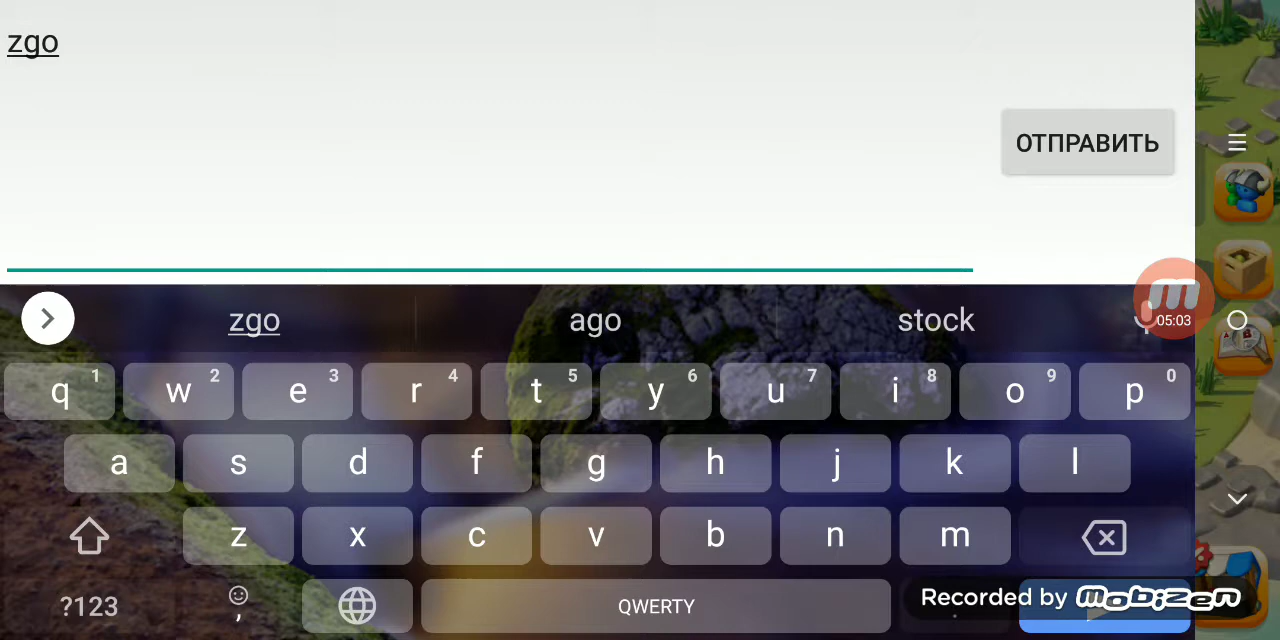 zgo
ОТПРАВИТЬ
zgo ago stock
05:03
q 1 w 2 e 3 r 4 t 5 y 6 u 7 i 8 o 9 p 0
a s d f g h j k l
z x c v b n m
?123 , QWERTY .
Recorded by mobizen